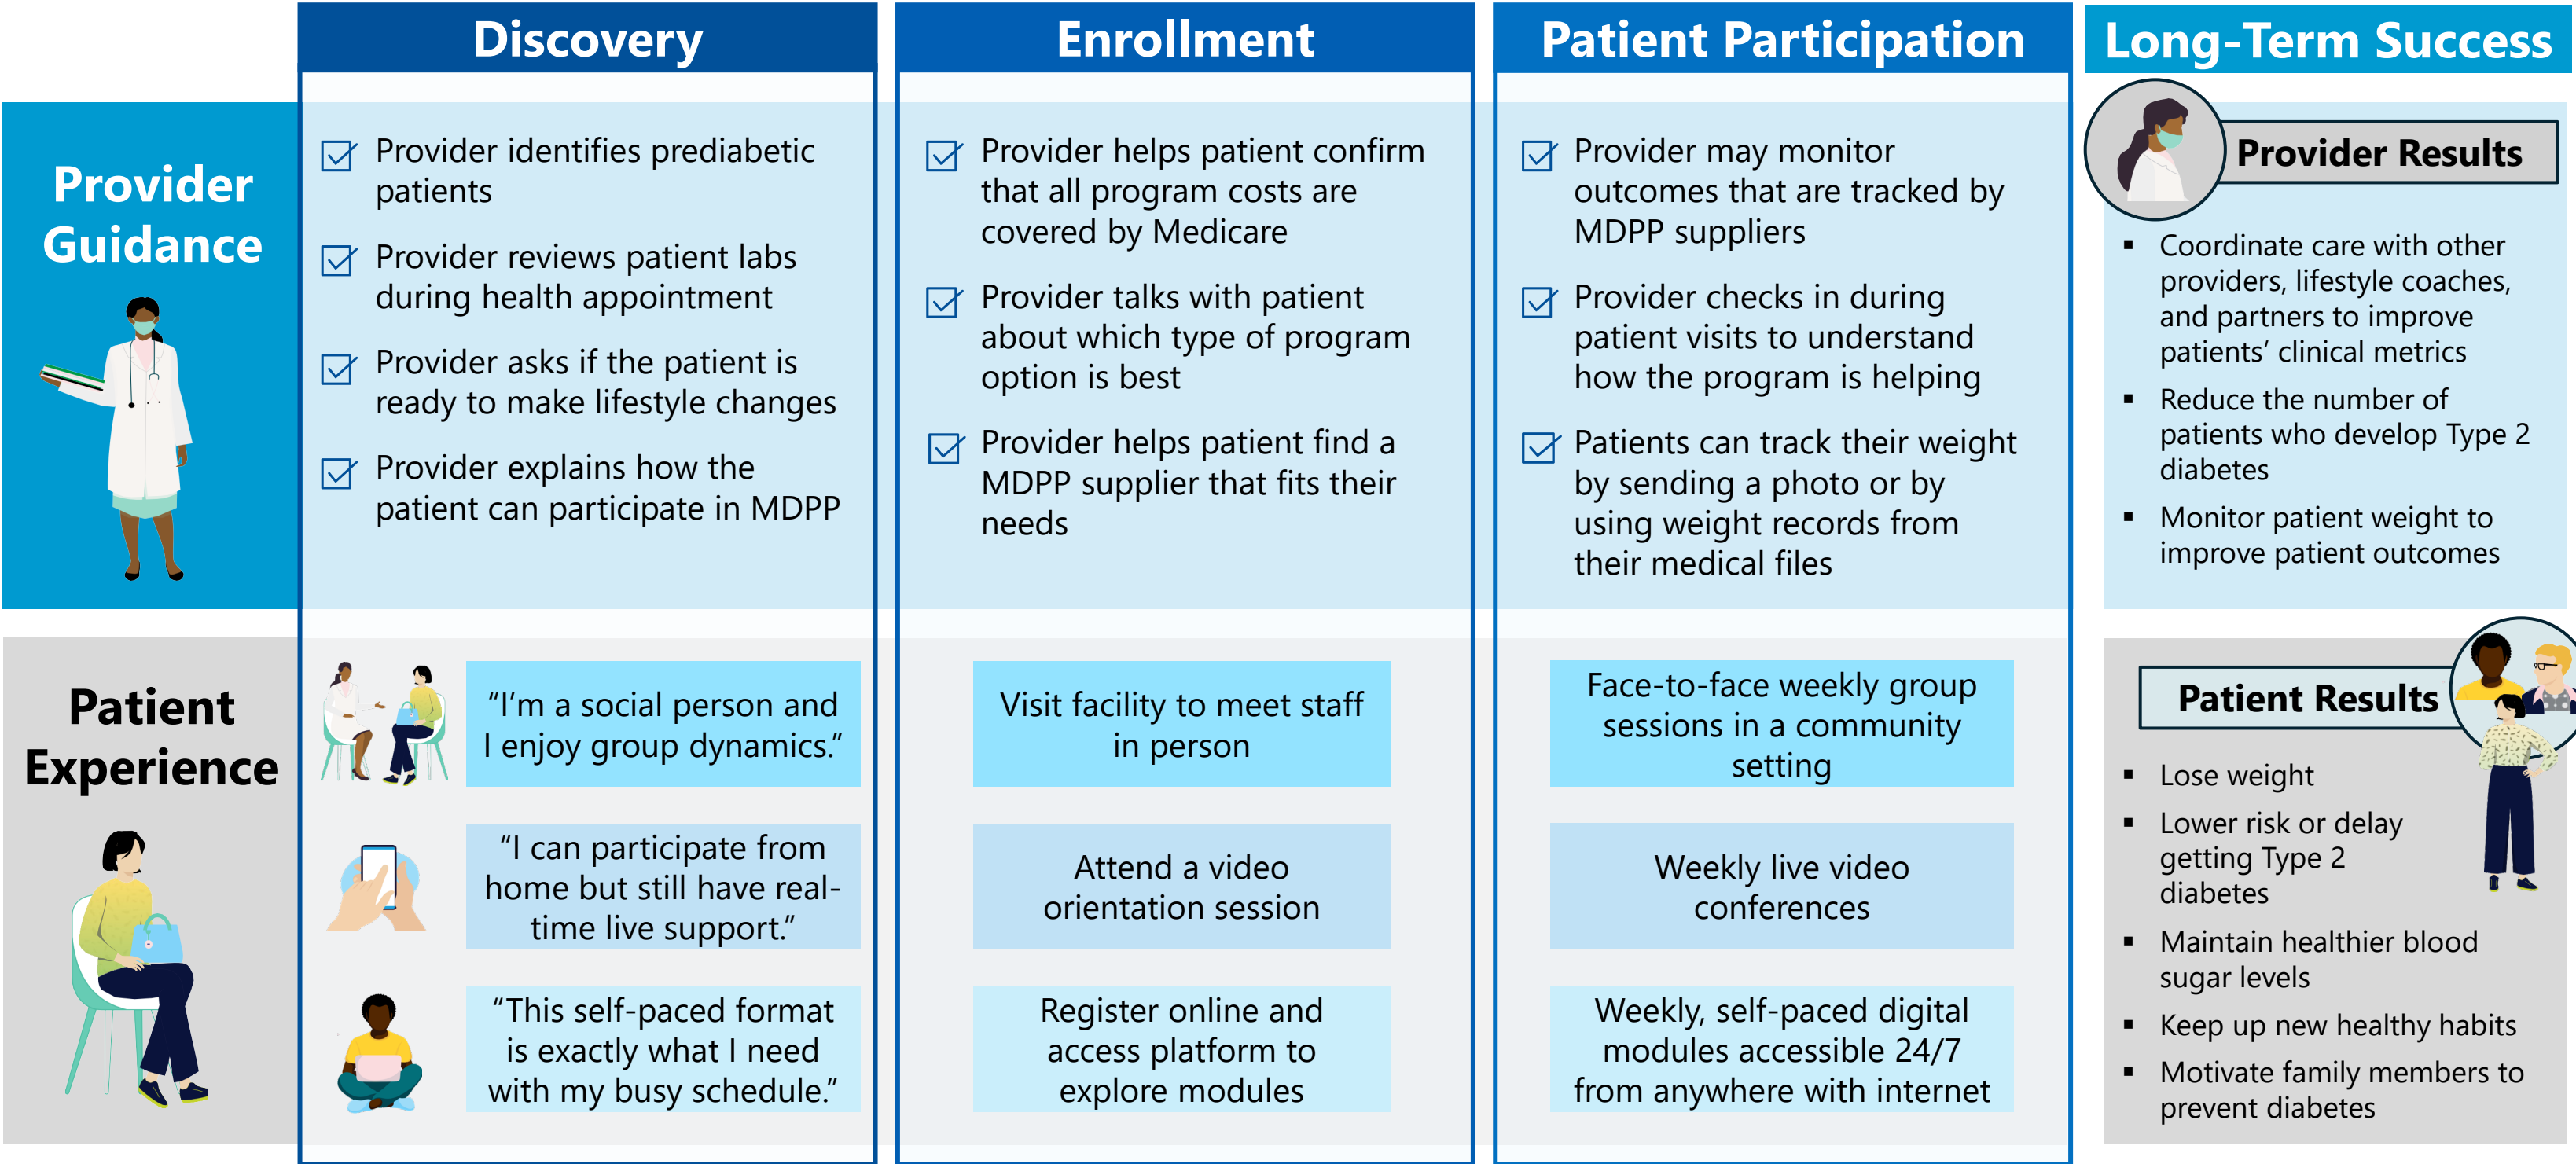 Discovery
Enrollment
Patient Participation
Long-Term Success
Provider
Guidance
Provider identifies prediabetic
patients
Provider reviews patient labs
during health appointment
Provider asks if the patient is
ready to make lifestyle changes
Provider explains how the
patient can participate in MDPP
Provider helps patient confirm
that all program costs are
covered by Medicare
Provider talks with patient
about which type of program
option is best
Provider helps patient find a
MDPP supplier that fits their
needs
Provider may monitor
outcomes that are tracked by
MDPP suppliers
Provider checks in during
patient visits to understand
how the program is helping
Patients can track their weight
by sending a photo or by
using weight records from
their medical files
Provider Results
▪ Coordinate care with other
providers, lifestyle coaches,
and partners to improve
patients’ clinical metrics
▪ Reduce the number of
patients who develop Type 2
diabetes
▪ Monitor patient weight to
improve patient outcomes
Patient
Experience
“I’m a social person and
I enjoy group dynamics.”
Visit facility to meet staff
in person
Face-to-face weekly group
sessions in a community
setting
“I can participate from
home but still have real-
time live support.”
Attend a video
orientation session
Weekly live video
conferences
“This self-paced format
is exactly what I need
with my busy schedule.”
Register online and
access platform to
explore modules
Weekly, self-paced digital
modules accessible 24/7
from anywhere with internet
Patient Results
▪ Lose weight
▪ Lower risk or delay
getting Type 2
diabetes
▪ Maintain healthier blood
sugar levels
▪ Keep up new healthy habits
▪ Motivate family members to
prevent diabetes